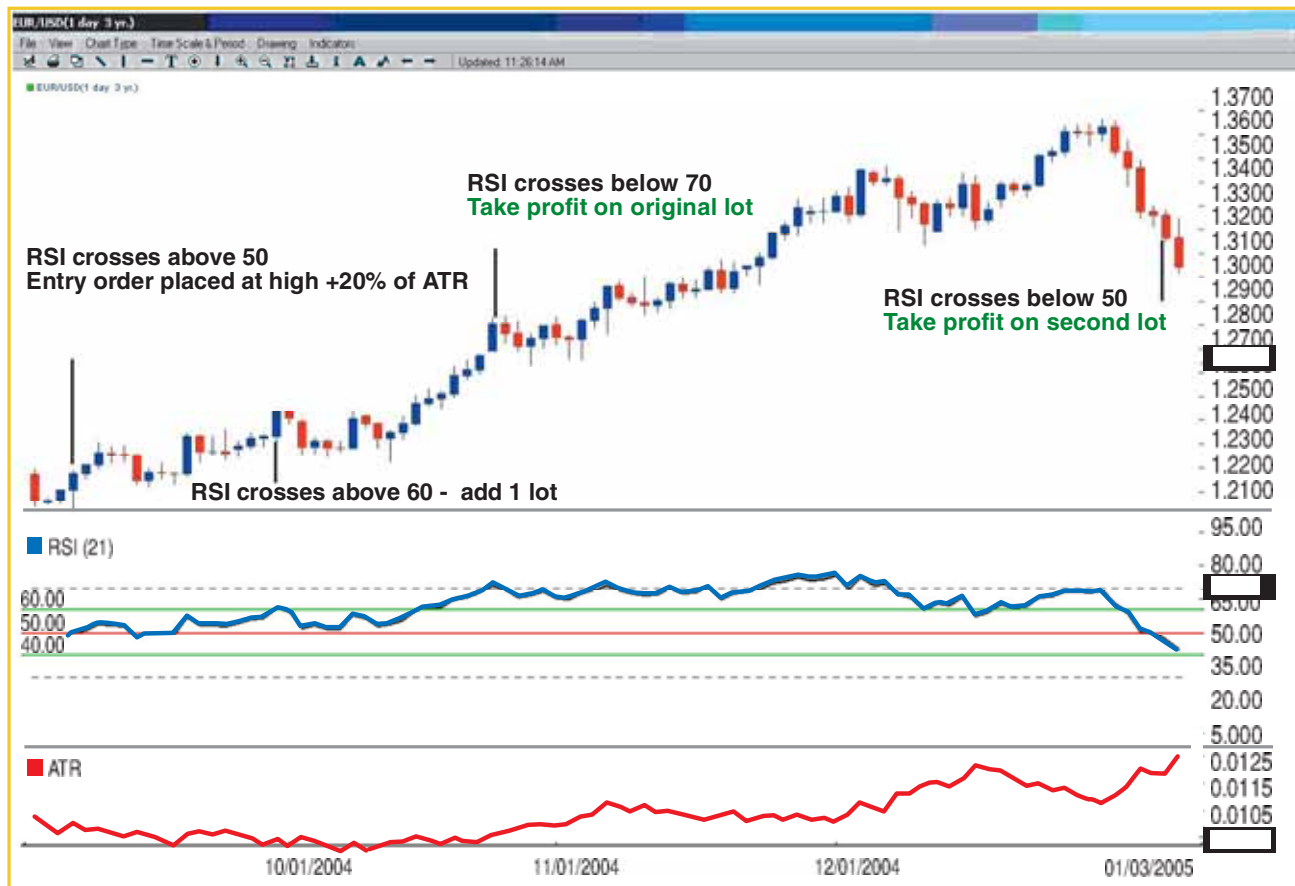 EUR/USD(1 day 3 yr.)
File View Chart Type Time Scale & Period Drawing Indicators
Updated: 11:26:14 AM
EUR/USD(1 day 3 yr.)
1.3700
1.3600
1.3500
1.3400
1.3300
1.3200
1.3100
1.3000
1.2900
1.2800
1.2700
1.2500
1.2400
1.2300
1.2200
1.2100
RSI crosses below 70
Take profit on original lot
RSI crosses above 50
Entry order placed at high +20% of ATR
RSI crosses below 50
Take profit on second lot
RSI crosses above 60 - add 1 lot
RSI (21)
60.00
50.00
40.00
95.00
80.00
65.00
50.00
35.00
20.00
5.000
ATR
0.0125
0.0115
0.0105
10/01/2004
11/01/2004
12/01/2004
01/03/2005